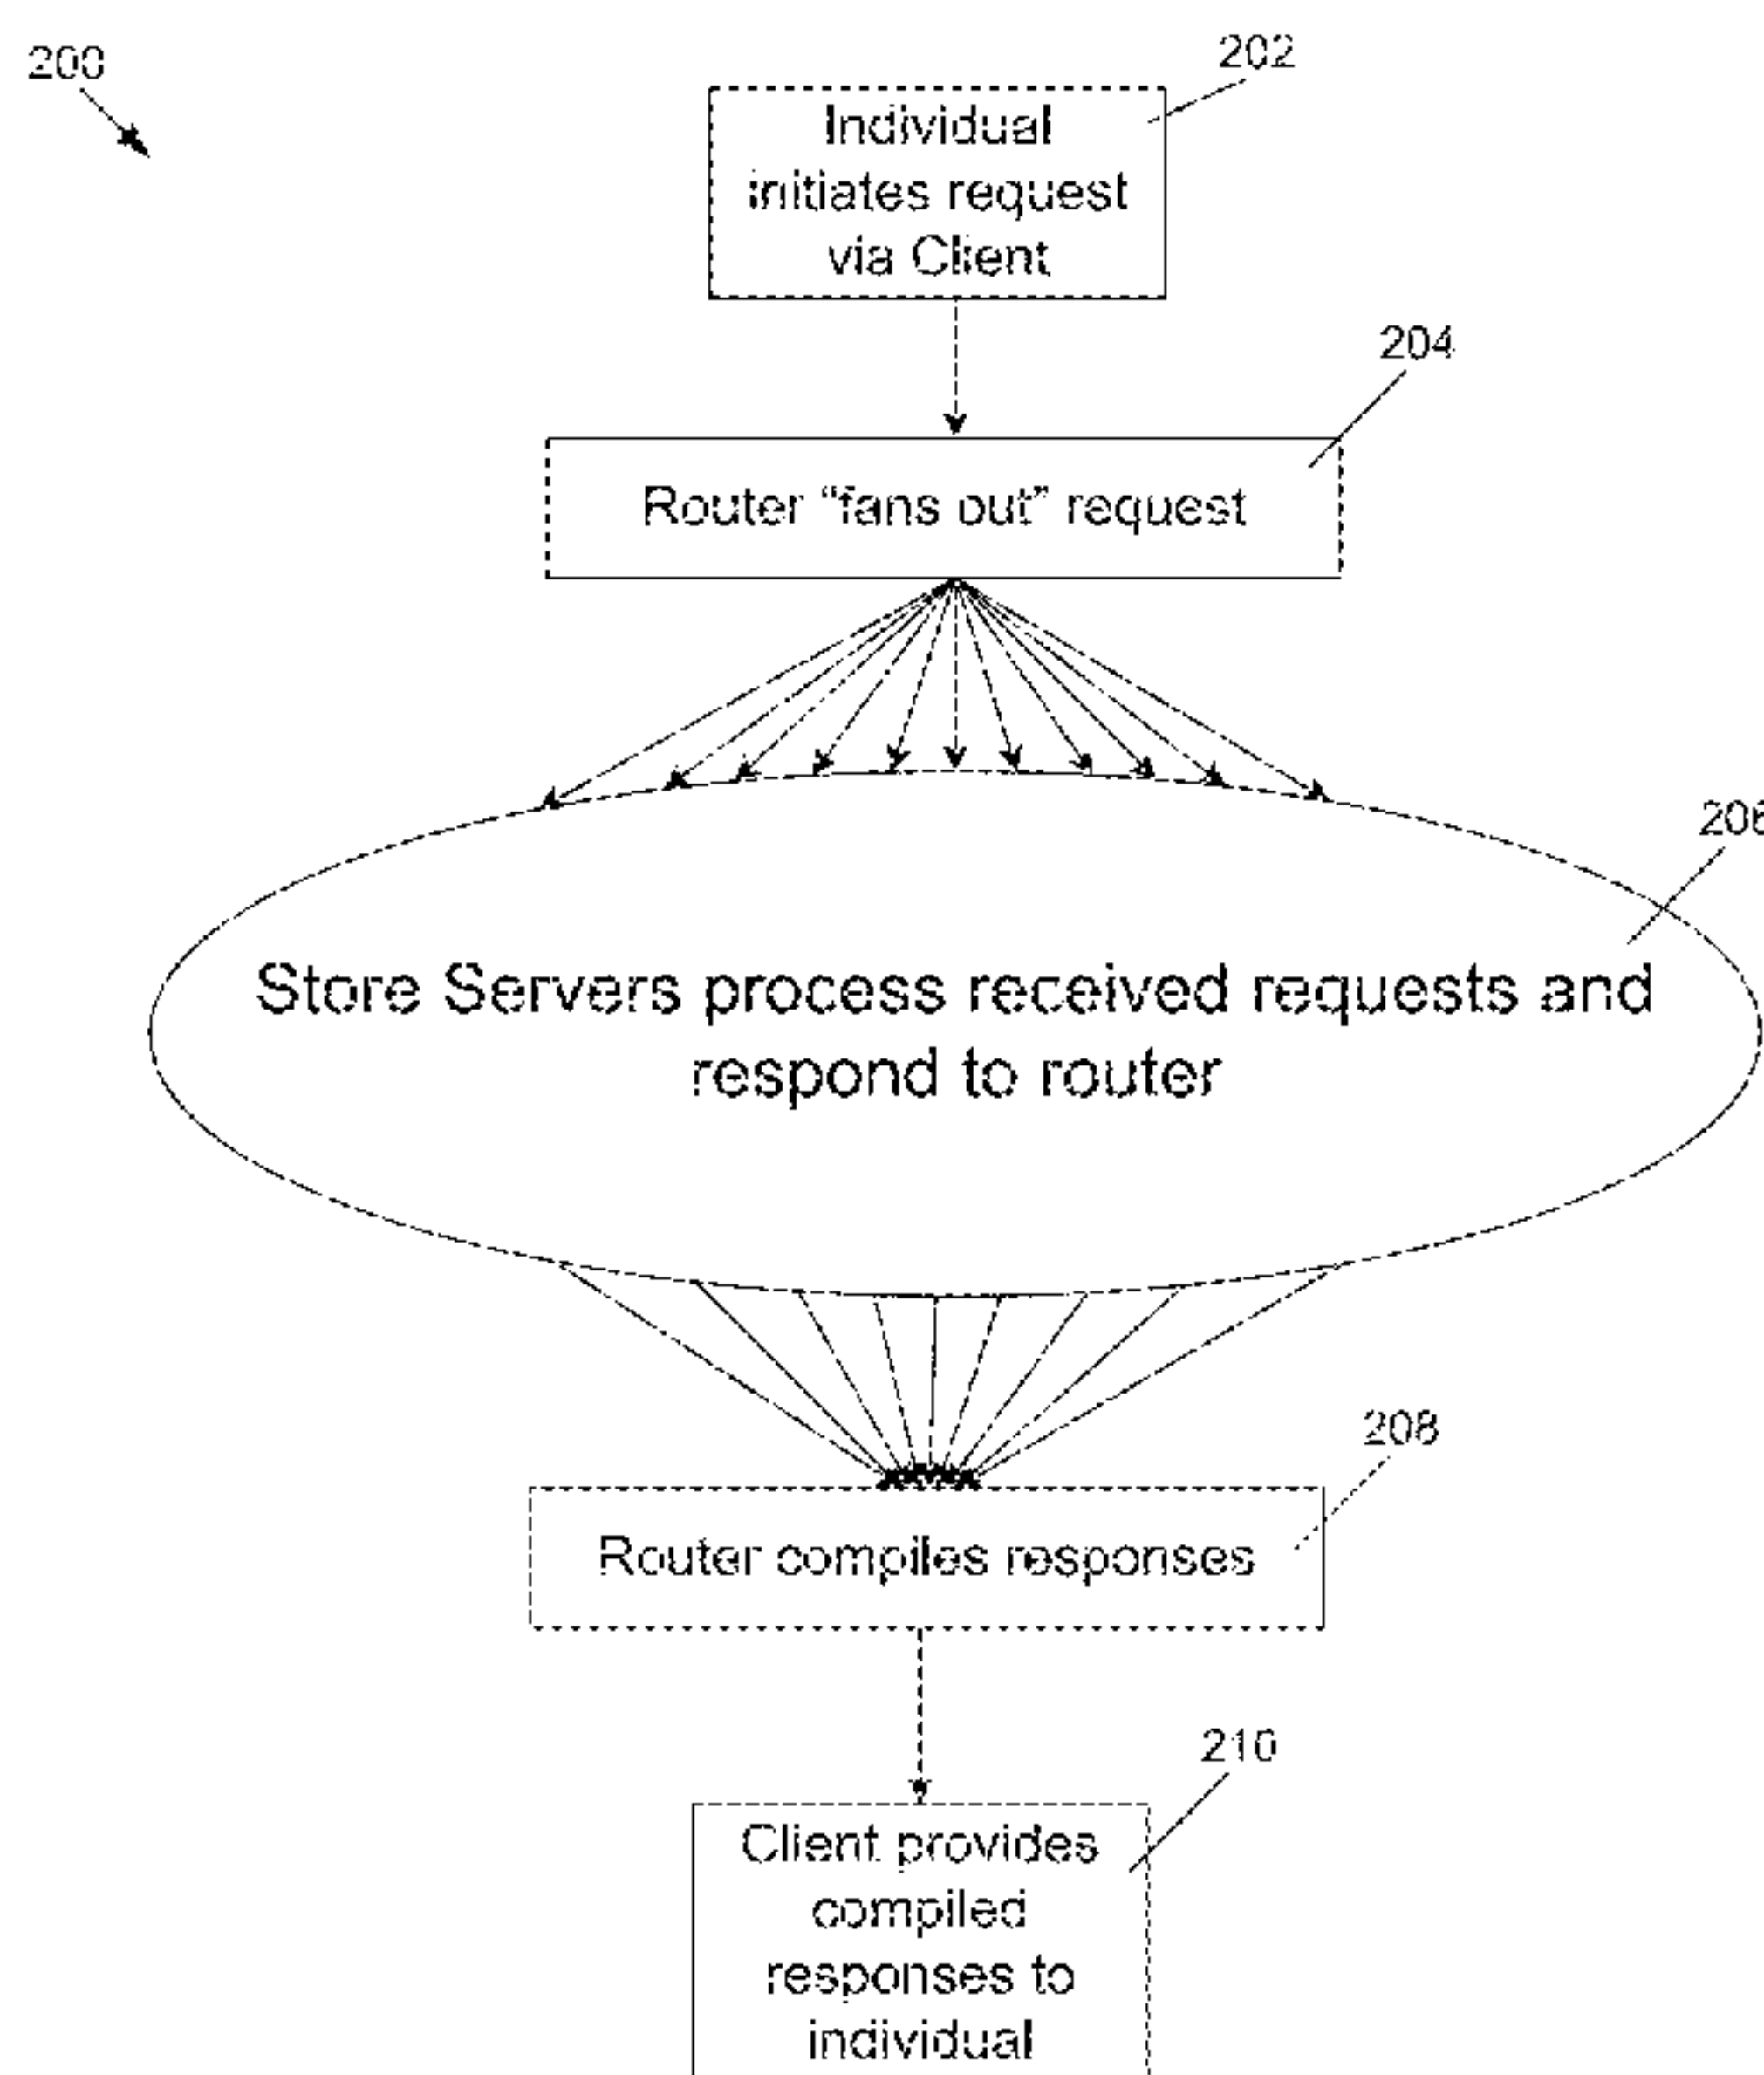 200
202
Individual
initiates request
via Client
204
Router “fans out” request
206
Store Servers process received requests and
respond to router
208
Router compiles responses
210
Client provides
compiled
responses to
individual